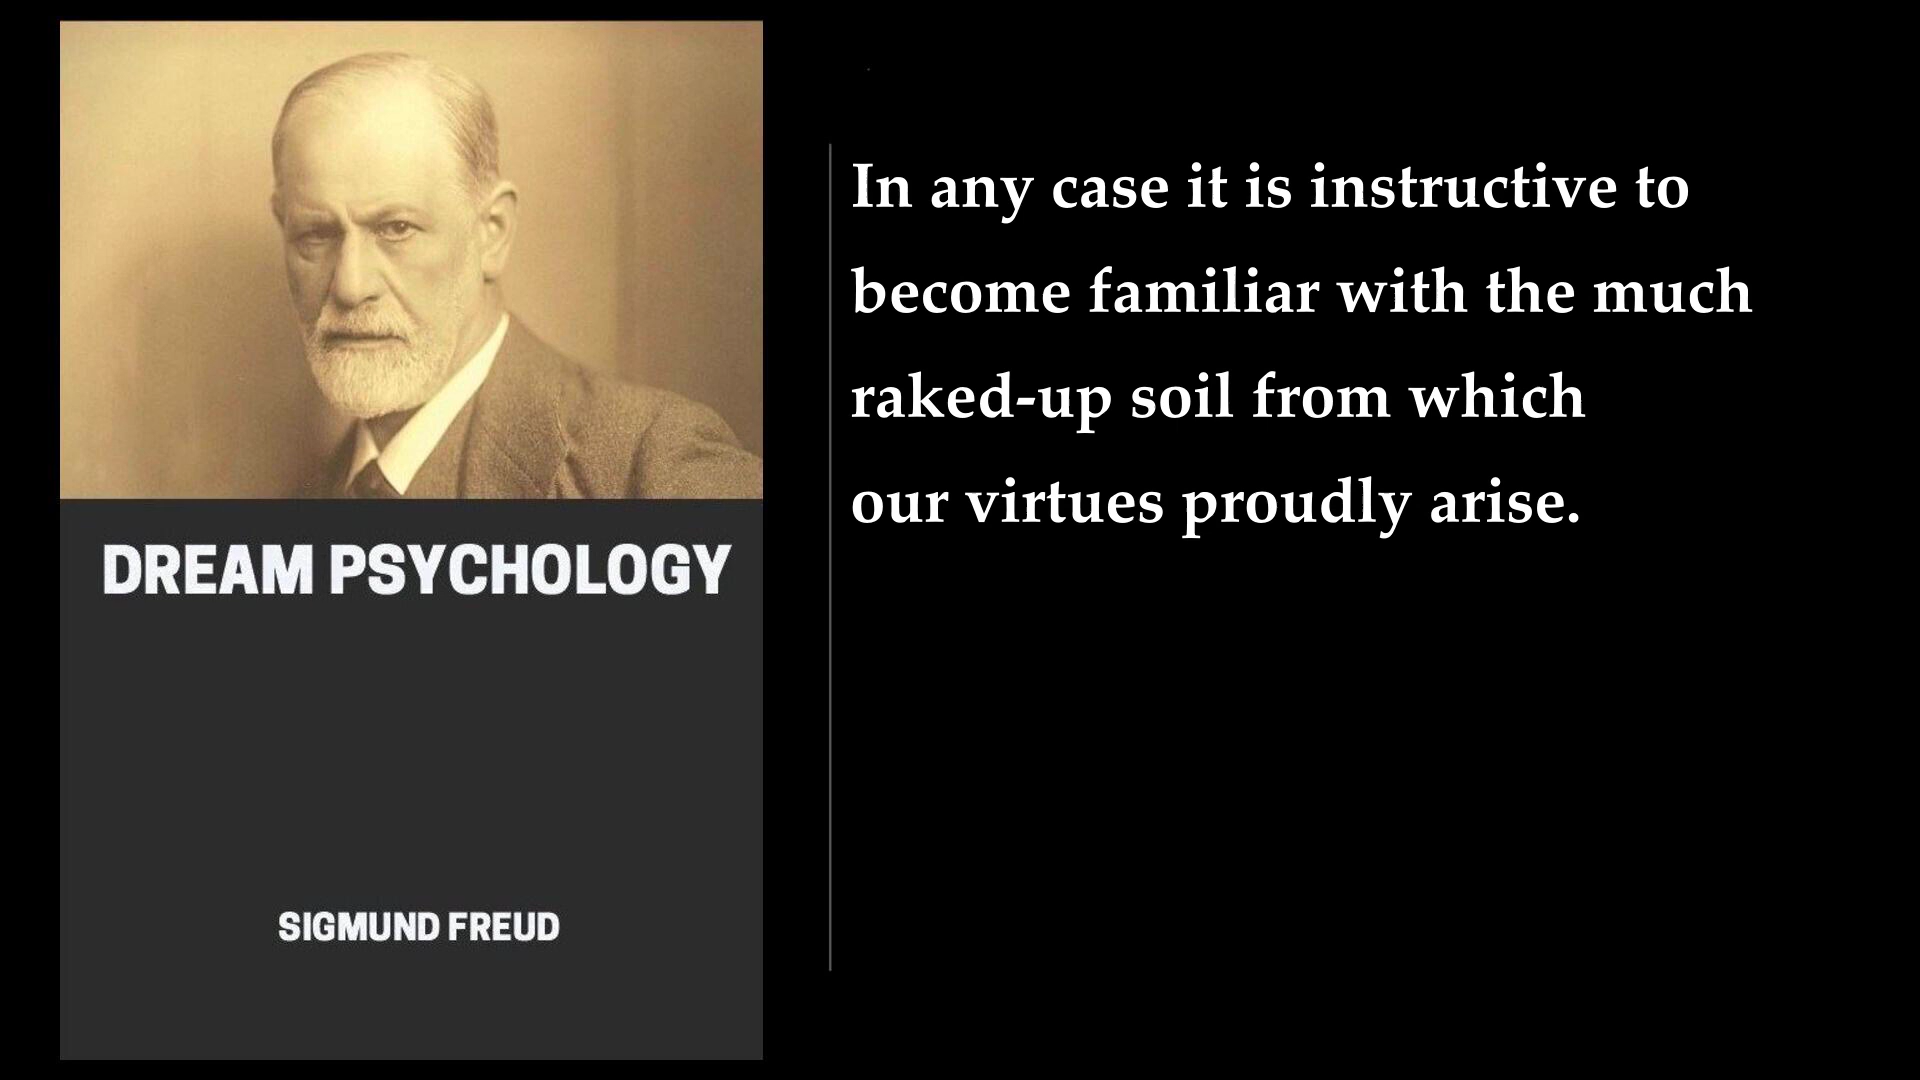 DREAM PSYCHOLOGY
SIGMUND FREUD
In any case it is instructive to
become familiar with the much
raked-up soil from which
our virtues proudly arise.